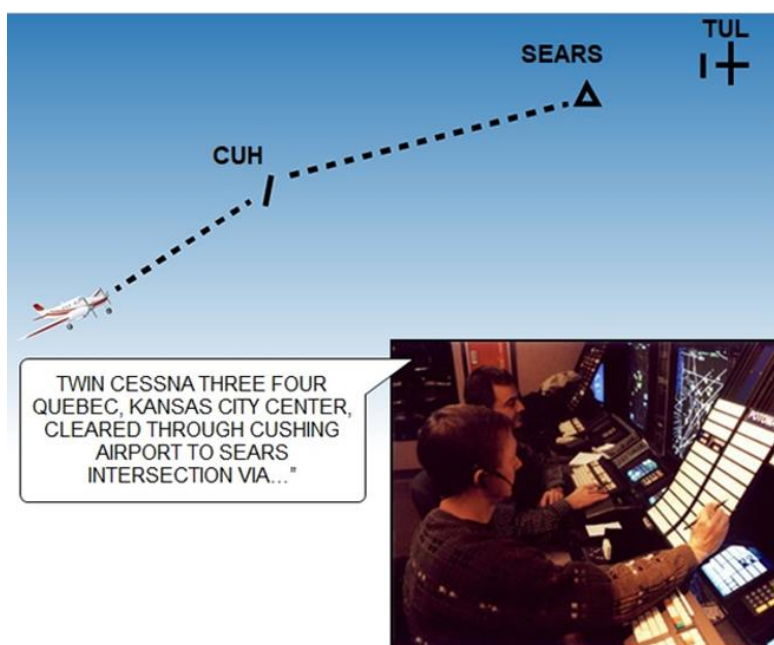 TUL
SEARS
CUH
TWIN CESSNA THREE FOUR
QUEBEC, KANSAS CITY CENTER,
CLEARED THROUGH CUSHING
AIRPORT TO SEARS
INTERSECTION VIA…”